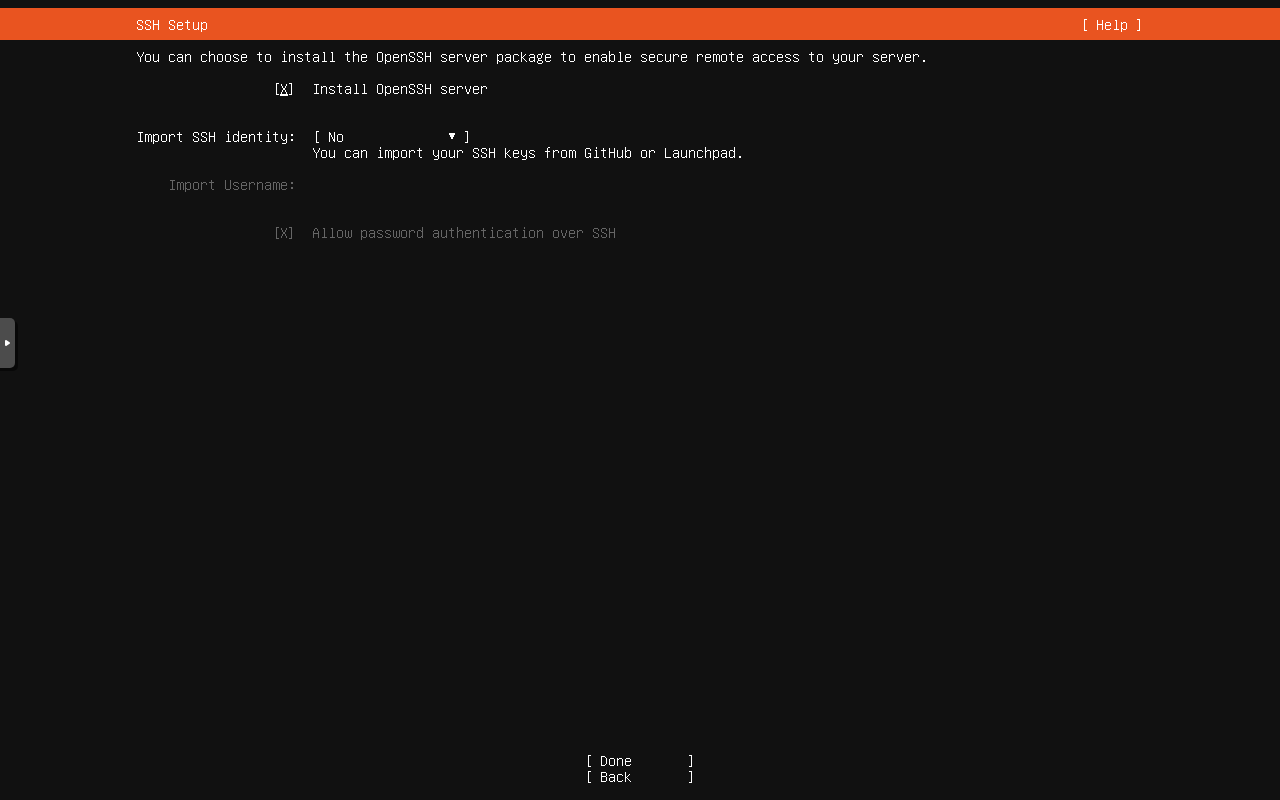 SSH Setup [ Help ]
You can choose to install the OpenSSH server package to enable secure remote access to your server.
[X] Install OpenSSH server
Import SSH identity: [ No ▾ ]
You can import your SSH keys from GitHub or Launchpad.
Import Username:
[X] Allow password authentication over SSH
[ Done ]
[ Back ]